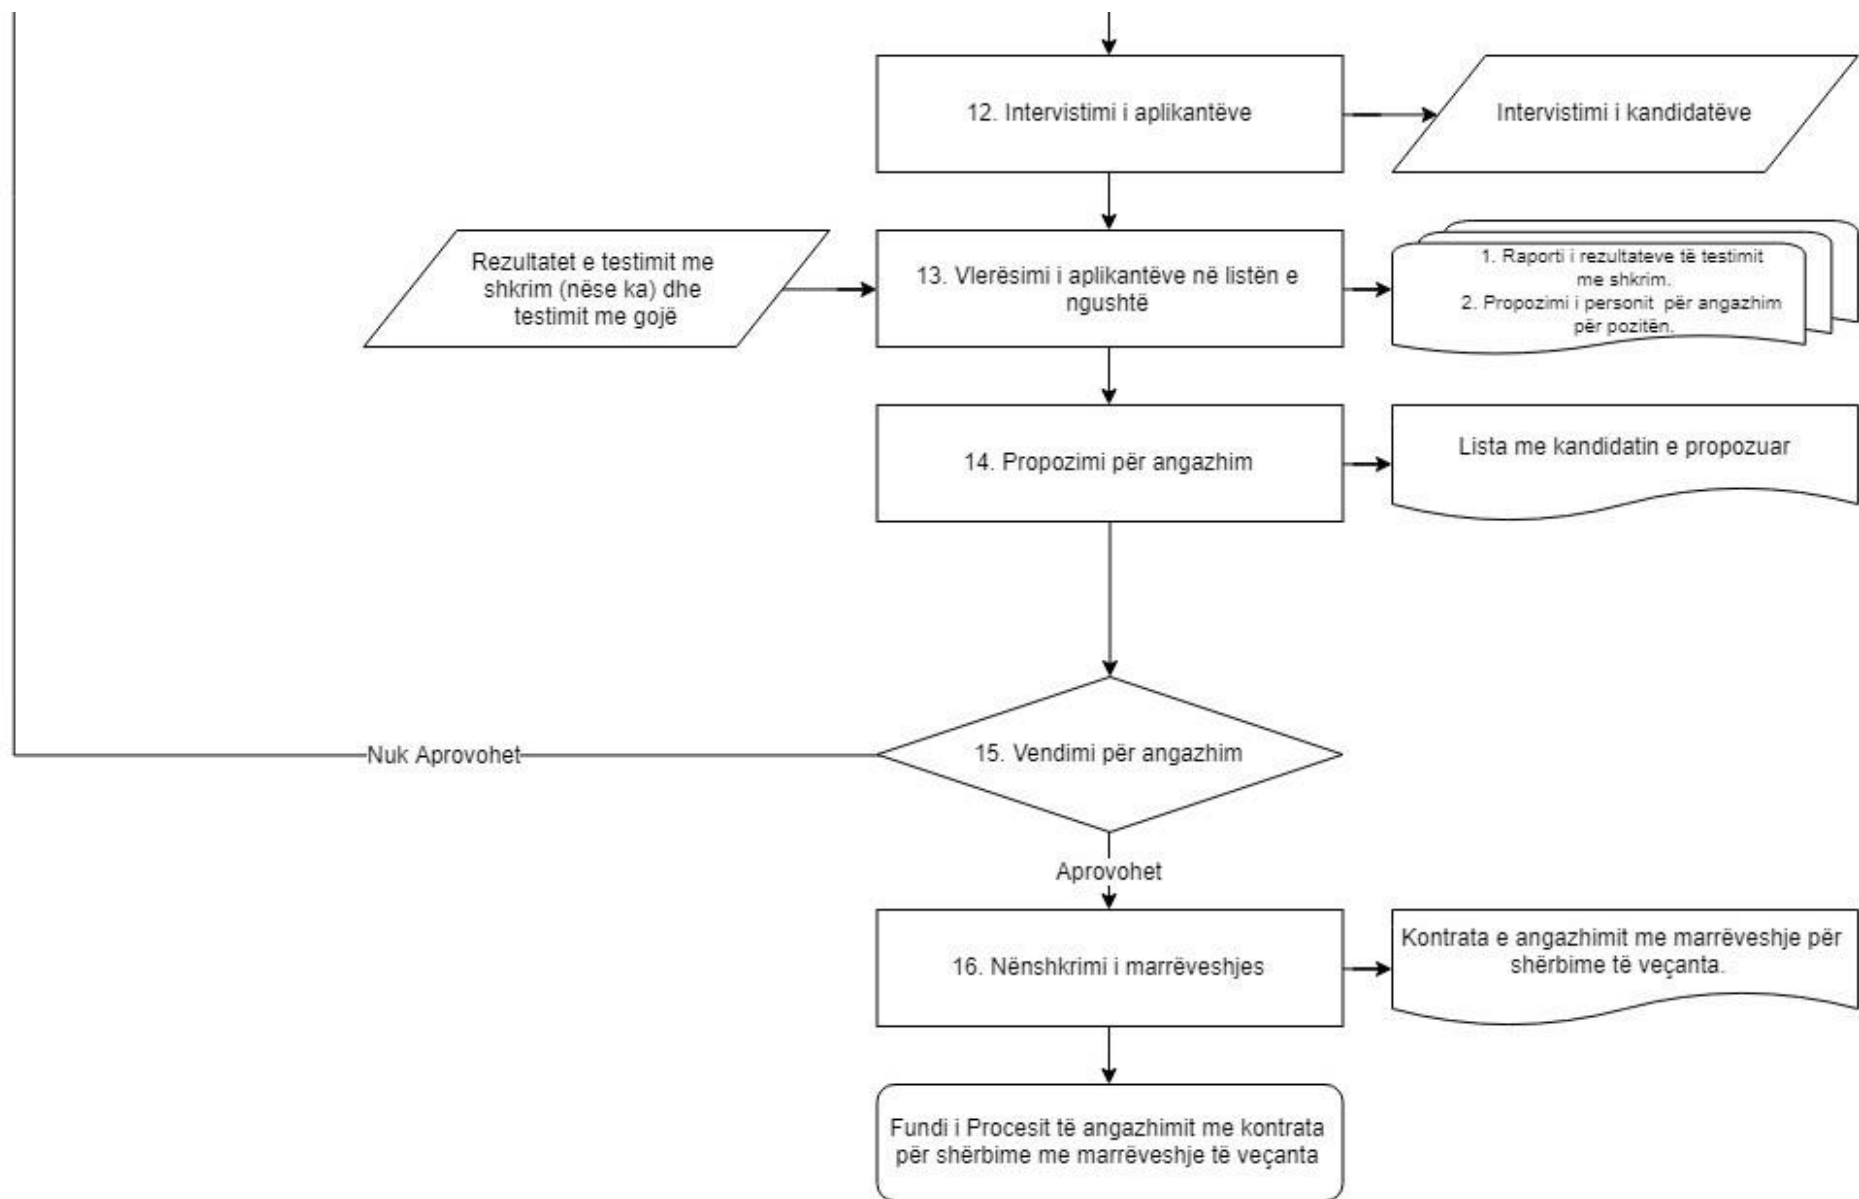 12. Intervistimi i aplikantëve
Intervistimi i kandidatëve
Rezultatet e testimit me
shkrim (nëse ka) dhe
testimit me gojë
13. Vlerësimi i aplikantëve në listën e
ngushtë
1. Raporti i rezultateve të testimit
me shkrim.
2. Propozimi i personit për angazhim
për pozitën.
14. Propozimi për angazhim
Lista me kandidatin e propozuar
Nuk Aprovohet
15. Vendimi për angazhim
Aprovohet
16. Nënshkrimi i marrëveshjes
Kontrata e angazhimit me marrëveshje për
shërbime të veçanta.
Fundi i Procesit të angazhimit me kontrata
për shërbime me marrëveshje të veçanta